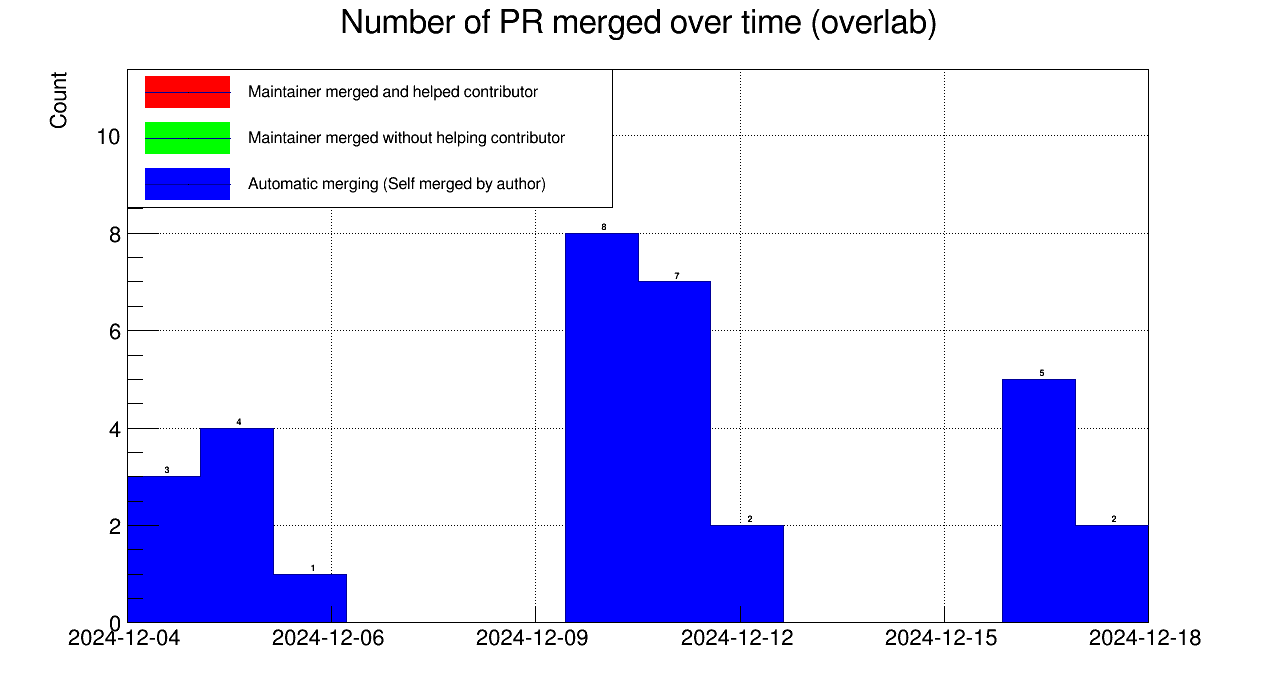 Number of PR merged over time (overlab)
Count
Maintainer merged and helped contributor
Maintainer merged without helping contributor
Automatic merging (Self merged by author)
10
8
6
4
2
0
3
4
1
8
7
2
5
2
2024-12-04 2024-12-06 2024-12-09 2024-12-12 2024-12-15 2024-12-18